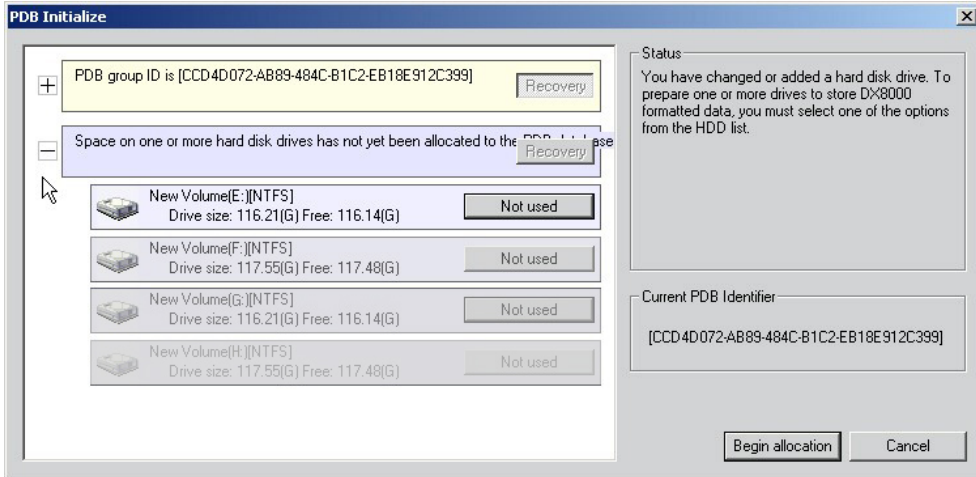 PDB Initialize
PDB group ID is [CCD4D072-AB89-484C-B1C2-EB18E912C399]
Recovery
Space on one or more hard disk drives has not yet been allocated to the PDB database
Recovery
New Volume(E:)[NTFS]
Drive size: 116.21(G) Free: 116.14(G)
Not used
New Volume(F:)[NTFS]
Drive size: 117.55(G) Free: 117.48(G)
Not used
New Volume(G:)[NTFS]
Drive size: 116.21(G) Free: 116.14(G)
Not used
New Volume(H:)[NTFS]
Drive size: 117.55(G) Free: 117.48(G)
Not used
Status
You have changed or added a hard disk drive. To
prepare one or more drives to store DX8000
formatted data, you must select one of the options
from the HDD list.
Current PDB Identifier
[CCD4D072-AB89-484C-B1C2-EB18E912C399]
Begin allocation
Cancel